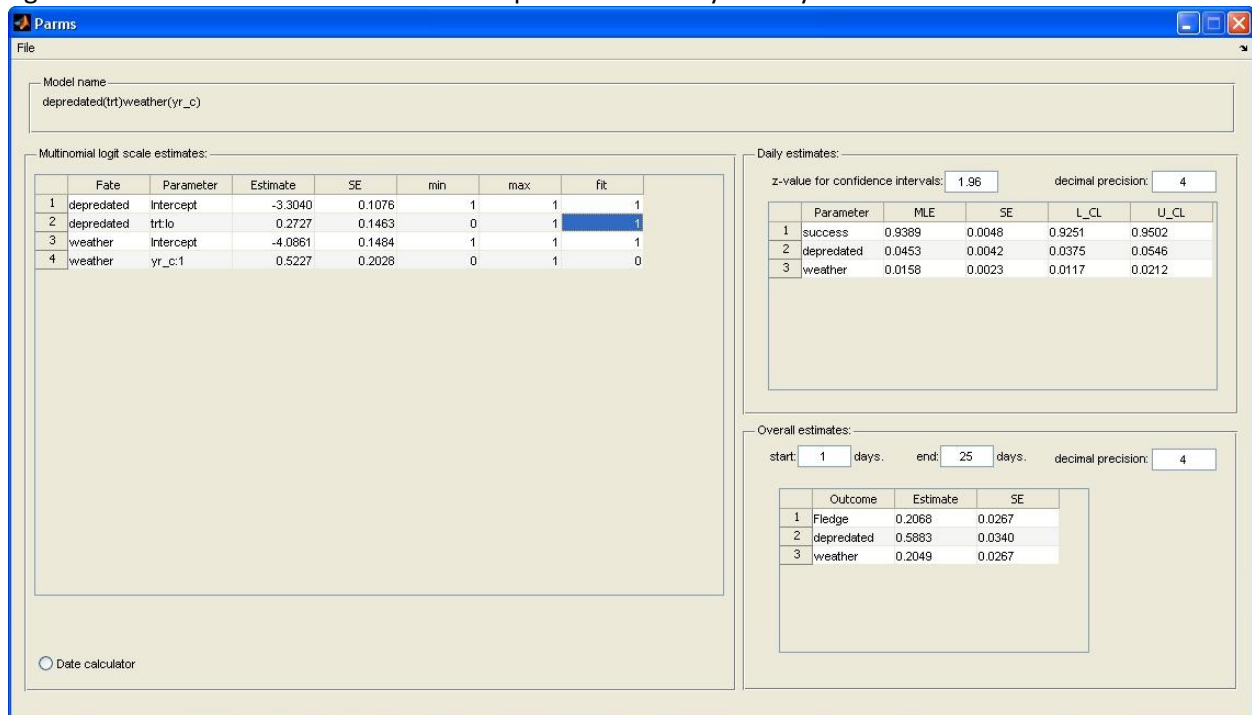 Parms
File
Model name
depredated(trt)weather(yr_c)
Multinomial logit scale estimates:
Fate Parameter Estimate SE min max fit
1 depredated Intercept -3.3040 0.1076 1 1 1
2 depredated trt:lo 0.2727 0.1463 0 1 1
3 weather Intercept -4.0861 0.1484 1 1 1
4 weather yr_c:1 0.5227 0.2028 0 1 0
Date calculator
Daily estimates:
z-value for confidence intervals: 1.96 decimal precision: 4
Parameter MLE SE L_CL U_CL
1 success 0.9389 0.0048 0.9251 0.9502
2 depredated 0.0453 0.0042 0.0375 0.0546
3 weather 0.0158 0.0023 0.0117 0.0212
Overall estimates:
start: 1 days. end: 25 days. decimal precision: 4
Outcome Estimate SE
1 Fledge 0.2068 0.0267
2 depredated 0.5883 0.0340
3 weather 0.2049 0.0267